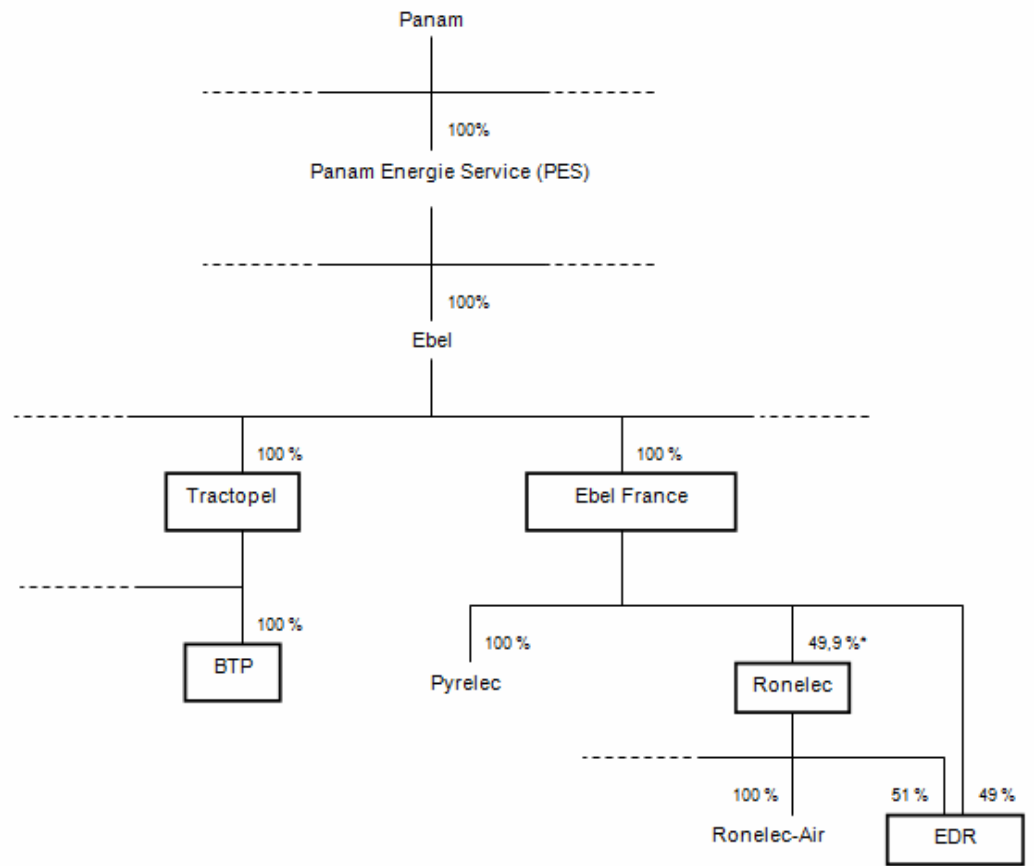 Panam
100%
Panam Energie Service (PES)
100%
Ebel
100 %
100 %
Tractopel
Ebel France
100 %
100 %
49,9 %*
BTP
Pyrelec
Ronelec
100 %
51 %
49 %
Ronelec-Air
EDR